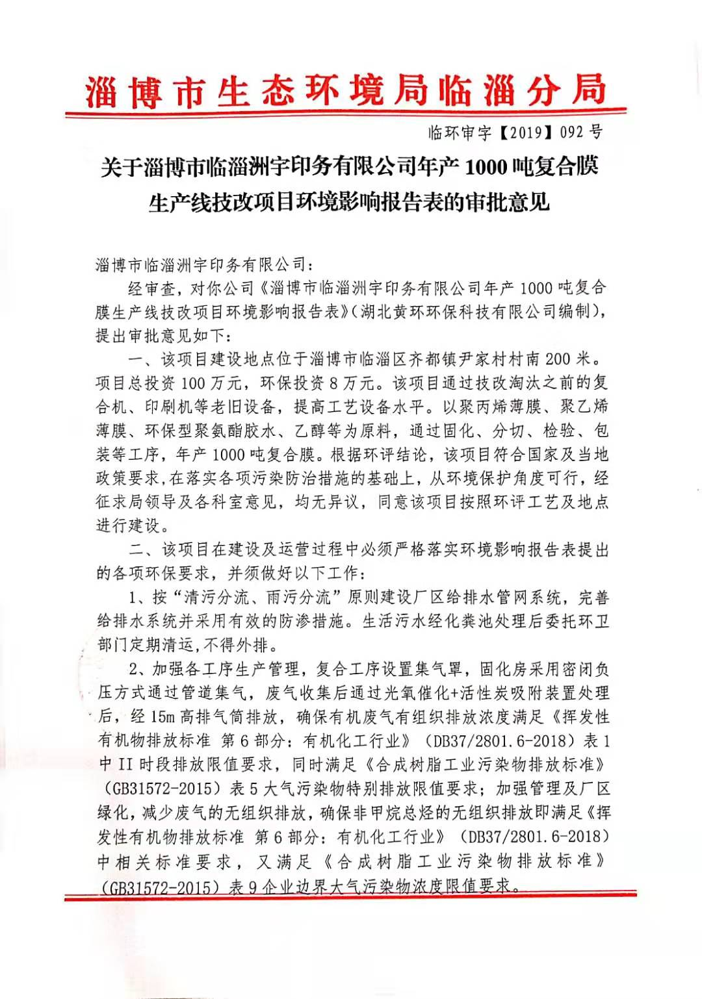 淄博市生态环境局临淄分局
临环审字【2019】092 号
关于淄博市临淄洲宇印务有限公司年产 1000 吨复合膜
生产线技改项目环境影响报告表的审批意见
淄博市临淄洲宇印务有限公司：
经审查，对你公司《淄博市临淄洲宇印务有限公司年产 1000 吨复合
膜生产线技改项目环境影响报告表》（湖北黄环环保科技有限公司编制），
提出审批意见如下：
一、该项目建设地点位于淄博市临淄区齐都镇尹家村村南 200 米。
项目总投资 100 万元，环保投资 8 万元。该项目通过技改淘汰之前的复
合机、印刷机等老旧设备，提高工艺设备水平。以聚丙烯薄膜、聚乙烯
薄膜、环保型聚氨酯胶水、乙醇等为原料，通过固化、分切、检验、包
装等工序，年产 1000 吨复合膜。根据环评结论，该项目符合国家及当地
政策要求,在落实各项污染防治措施的基础上，从环境保护角度可行，经
征求局领导及各科室意见，均无异议，同意该项目按照环评工艺及地点
进行建设。
二、该项目在建设及运营过程中必须严格落实环境影响报告表提出
的各项环保要求，并须做好以下工作：
1、按“清污分流、雨污分流”原则建设厂区给排水管网系统，完善
给排水系统并采用有效的防渗措施。生活污水经化粪池处理后委托环卫
部门定期清运,不得外排。
2、加强各工序生产管理，复合工序设置集气罩，固化房采用密闭负
压方式通过管道集气，废气收集后通过光氧催化+活性炭吸附装置处理
后，经 15m 高排气筒排放，确保有机废气有组织排放浓度满足《挥发性
有机物排放标准 第 6 部分：有机化工行业》（DB37/2801.6-2018）表 1
中 II 时段排放限值要求，同时满足《合成树脂工业污染物排放标准》
（GB31572-2015）表 5 大气污染物特别排放限值要求；加强管理及厂区
绿化，减少废气的无组织排放，确保非甲烷总烃的无组织排放即满足《挥
发性有机物排放标准 第 6 部分：有机化工行业》（DB37/2801.6-2018）
中相关标准要求，又满足《合成树脂工业污染物排放标准》
（GB31572-2015）表 9 企业边界大气污染物浓度限值要求。